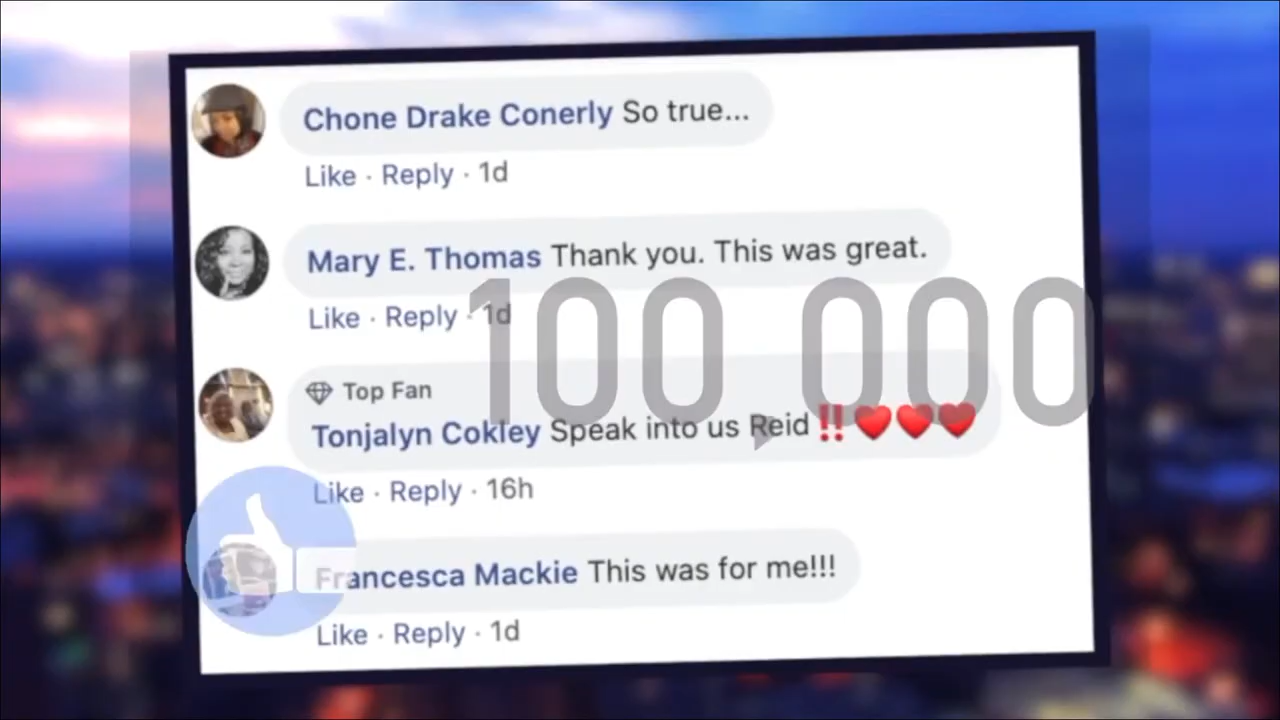 Chone Drake Conerly So true...
Like · Reply · 1d
Mary E. Thomas Thank you. This was great.
Like · Reply · 1d
100 000
Top Fan
Tonjalyn Cokley Speak into us Reid ‼️❤️❤️❤️
Like · Reply · 16h
Francesca Mackie This was for me!!!
Like · Reply · 1d